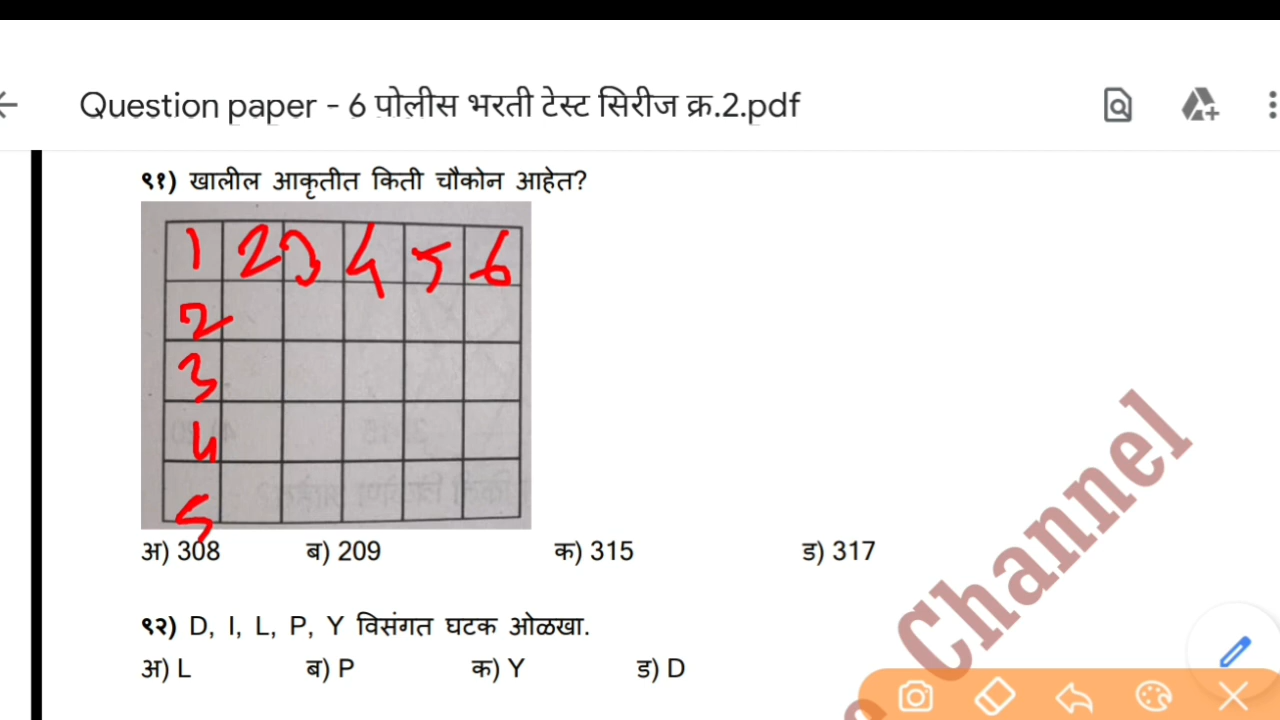 Question paper - 6 पोलीस भरती टेस्ट सिरीज क्र.2.pdf
९१) खालील आकृतीत किती चौकोन आहेत?
1 2 3 4 5 6
2
3
4
5
अ) 308 ब) 209 क) 315 ड) 317
९२) D, I, L, P, Y विसंगत घटक ओळखा.
अ) L ब) P क) Y ड) D
Channel